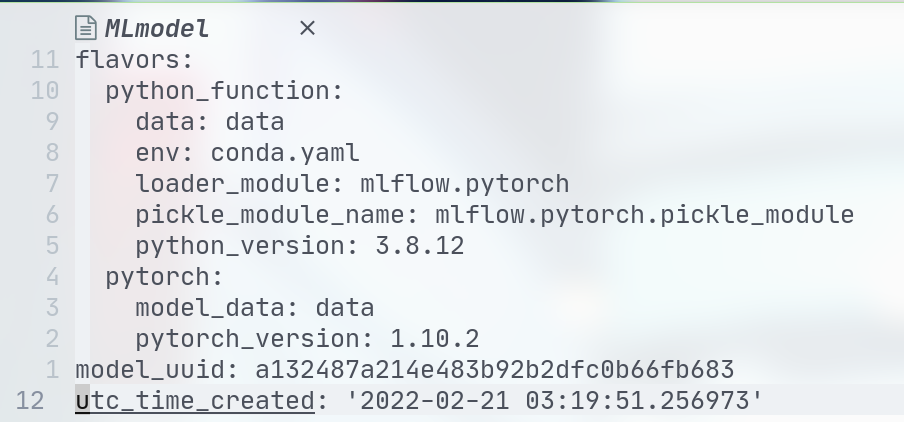 MLmodel ×
11 flavors:
10 python_function:
9 data: data
8 env: conda.yaml
7 loader_module: mlflow.pytorch
6 pickle_module_name: mlflow.pytorch.pickle_module
5 python_version: 3.8.12
4 pytorch:
3 model_data: data
2 pytorch_version: 1.10.2
1 model_uuid: a132487a214e483b92b2dfc0b66fb683
12 utc_time_created: '2022-02-21 03:19:51.256973'